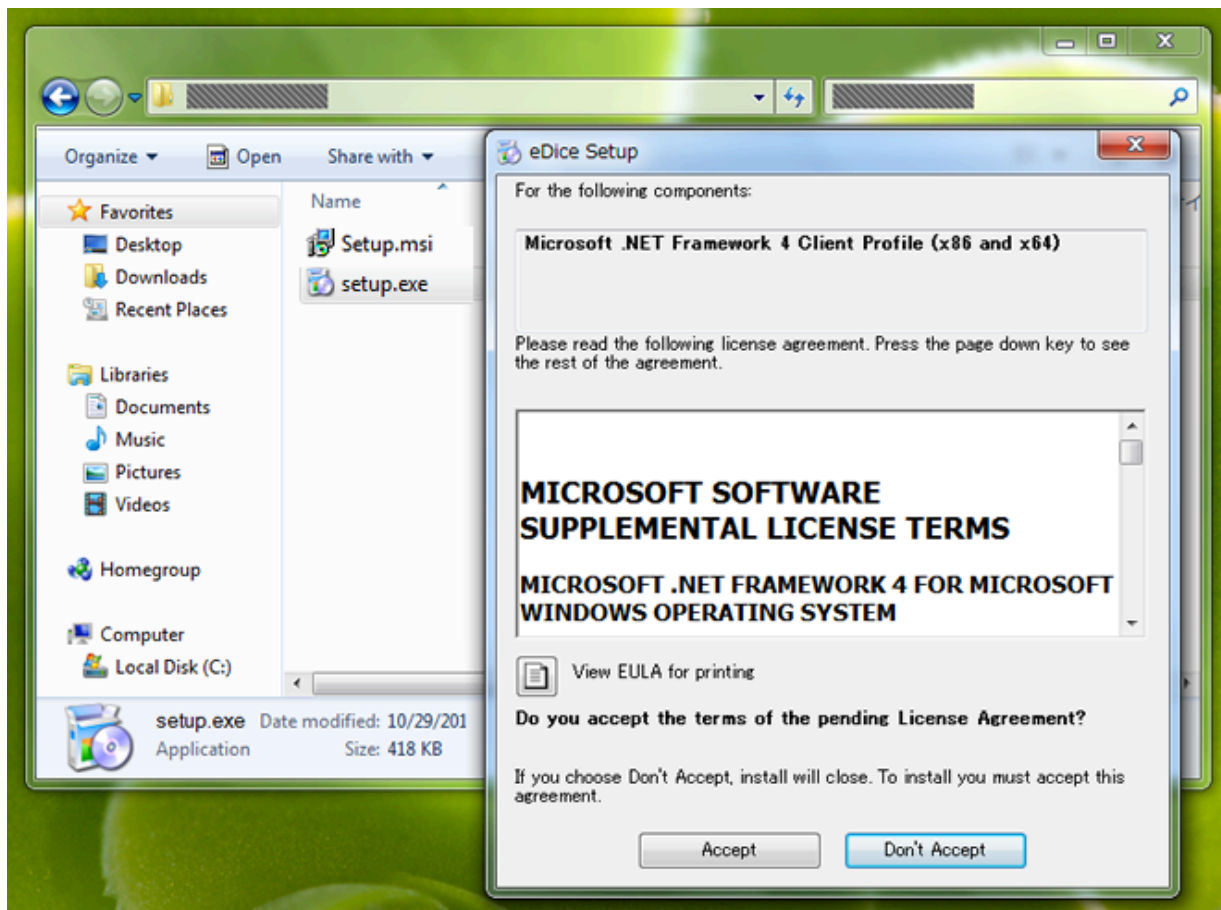 Organize
Open
Share with
Favorites
Desktop
Downloads
Recent Places
Libraries
Documents
Music
Pictures
Videos
Homegroup
Computer
Local Disk (C:)
Name
Setup.msi
setup.exe
setup.exe Date modified: 10/29/201
Application Size: 418 KB
eDice Setup
For the following components:
Microsoft .NET Framework 4 Client Profile (x86 and x64)
Please read the following license agreement. Press the page down key to see
the rest of the agreement.
MICROSOFT SOFTWARE
SUPPLEMENTAL LICENSE TERMS
MICROSOFT .NET FRAMEWORK 4 FOR MICROSOFT
WINDOWS OPERATING SYSTEM
View EULA for printing
Do you accept the terms of the pending License Agreement?
If you choose Don't Accept, install will close. To install you must accept this
agreement.
Accept
Don't Accept